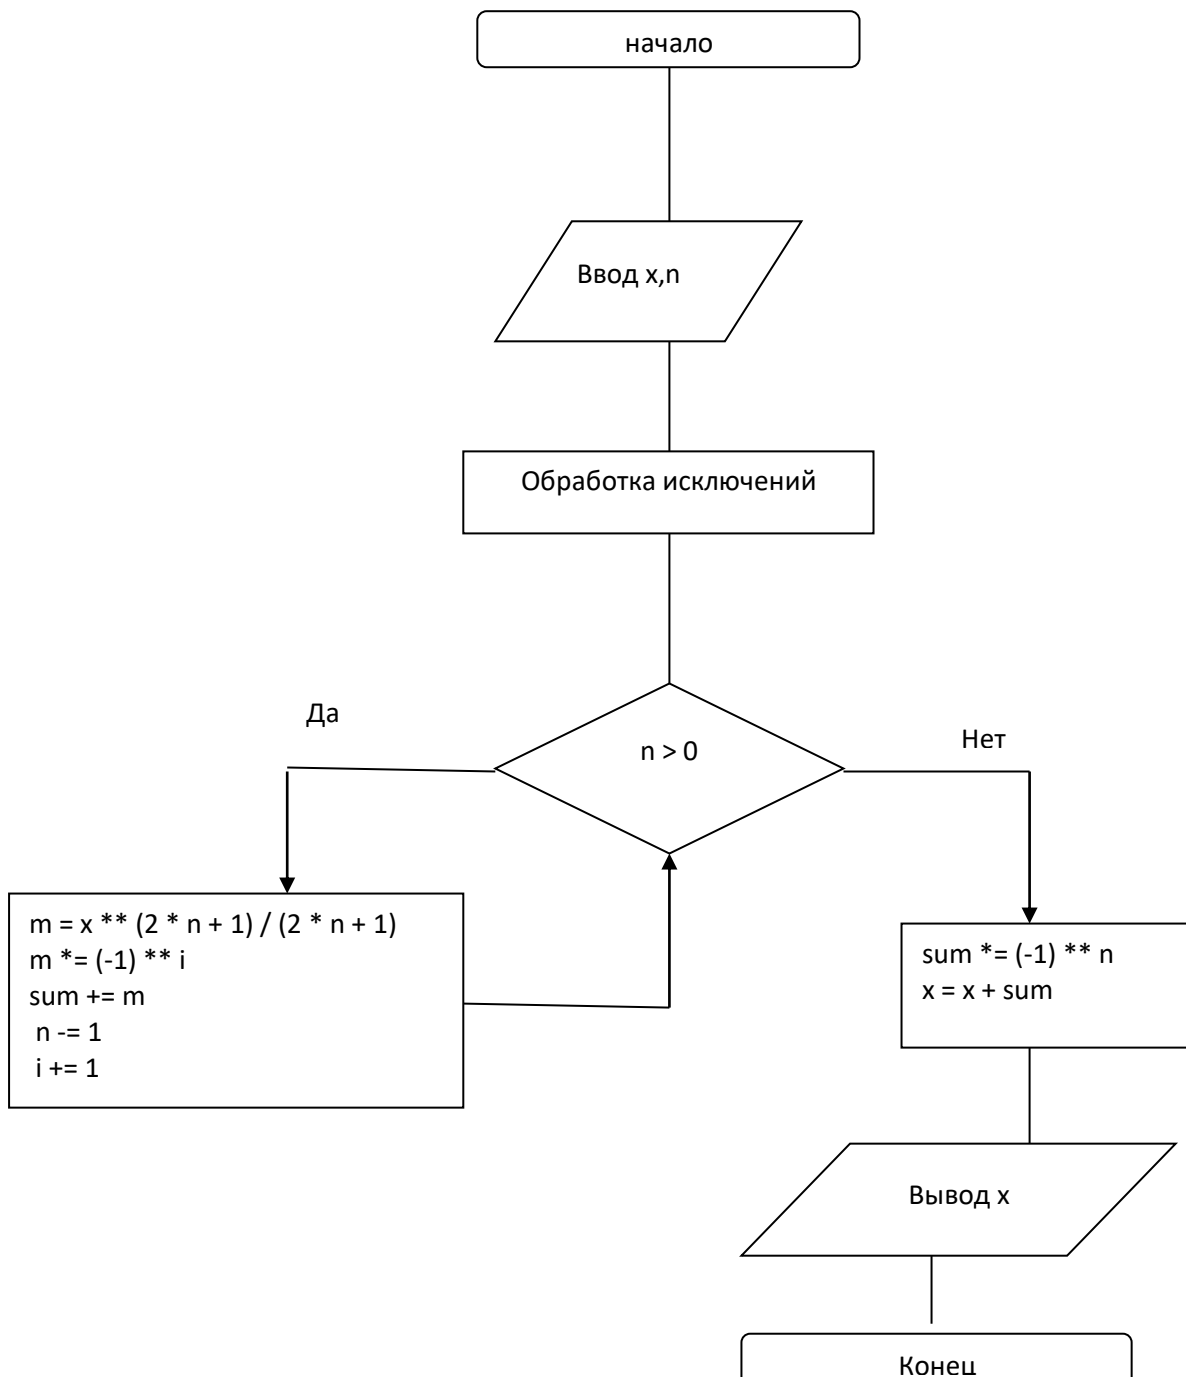 начало
Ввод x,n
Обработка исключений
Да
n > 0
Нет
m = x ** (2 * n + 1) / (2 * n + 1)
m *= (-1) ** i
sum += m
n -= 1
i += 1
sum *= (-1) ** n
x = x + sum
Вывод x
Конец